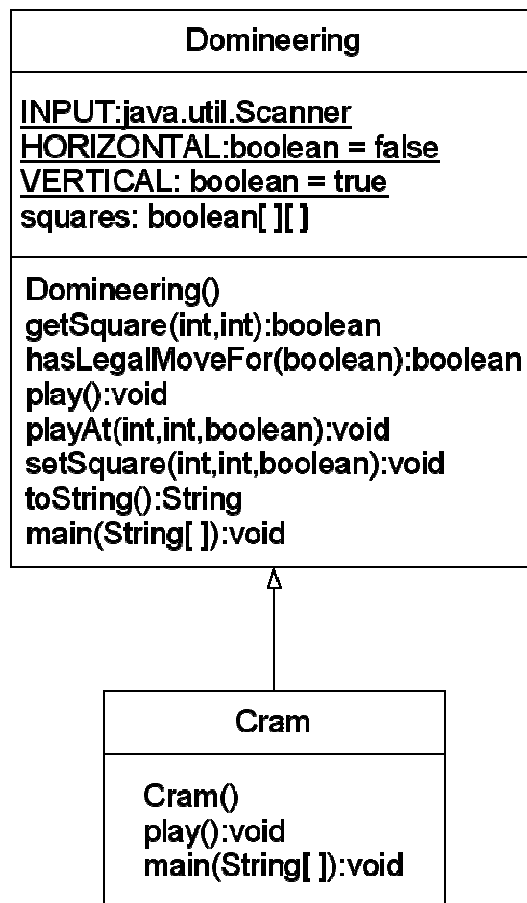 Domineering
INPUT:java.util.Scanner
HORIZONTAL:boolean = false
VERTICAL: boolean = true
squares: boolean[ ][ ]
Domineering()
getSquare(int,int):boolean
hasLegalMoveFor(boolean):boolean
play():void
playAt(int,int,boolean):void
setSquare(int,int,boolean):void
toString():String
main(String[ ]):void
Cram
Cram()
play():void
main(String[ ]):void